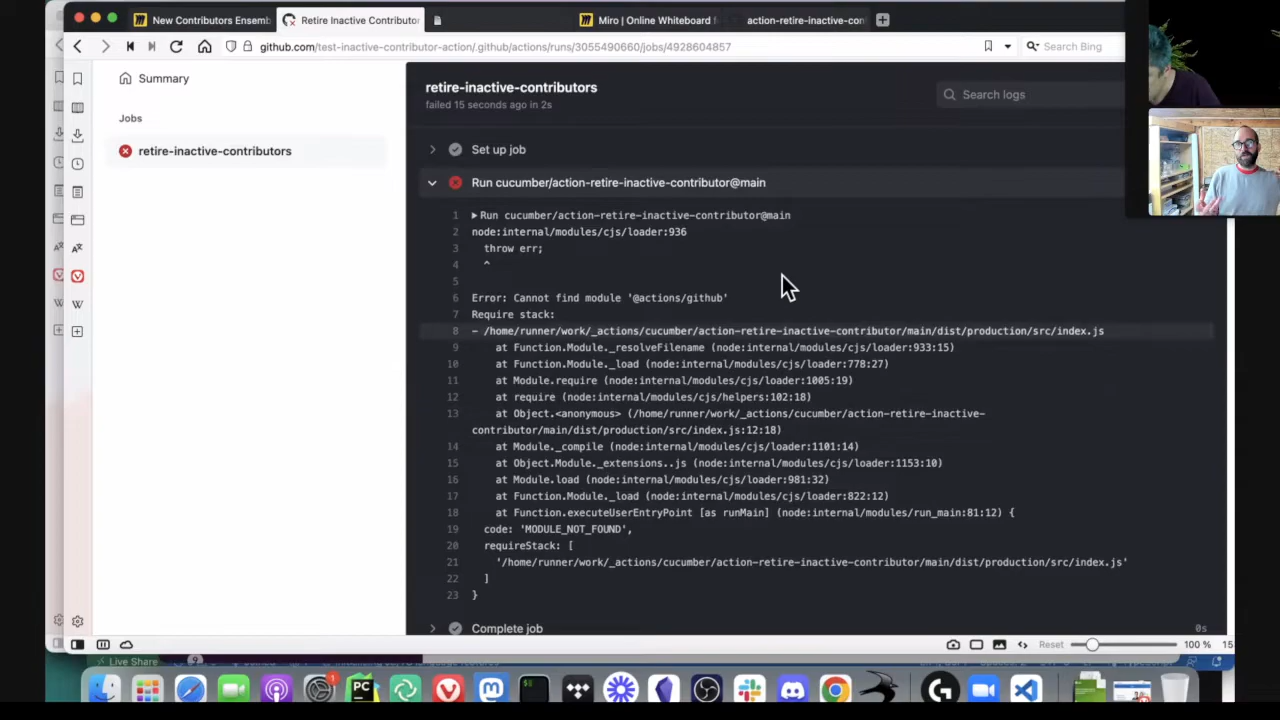 New Contributors Ensemb
Retire Inactive Contributor
Miro | Online Whiteboard f
action-retire-inactive-con
github.com/test-inactive-contributor-action/.github/actions/runs/3055490660/jobs/4928604857
Search Bing
Summary
Jobs
retire-inactive-contributors
retire-inactive-contributors
failed 15 seconds ago in 2s
Search logs
Set up job
Run cucumber/action-retire-inactive-contributor@main
1 Run cucumber/action-retire-inactive-contributor@main
2 node:internal/modules/cjs/loader:936
3 throw err;
4 ^
5
6 Error: Cannot find module '@actions/github'
7 Require stack:
8 - /home/runner/work/_actions/cucumber/action-retire-inactive-contributor/main/dist/production/src/index.js
9 at Function.Module._resolveFilename (node:internal/modules/cjs/loader:933:15)
10 at Function.Module._load (node:internal/modules/cjs/loader:778:27)
11 at Module.require (node:internal/modules/cjs/loader:1005:19)
12 at require (node:internal/modules/cjs/helpers:102:18)
13 at Object.<anonymous> (/home/runner/work/_actions/cucumber/action-retire-inactive-
contributor/main/dist/production/src/index.js:12:18)
14 at Module._compile (node:internal/modules/cjs/loader:1101:14)
15 at Object.Module._extensions..js (node:internal/modules/cjs/loader:1153:10)
16 at Module.load (node:internal/modules/cjs/loader:981:32)
17 at Function.Module._load (node:internal/modules/cjs/loader:822:12)
18 at Function.executeUserEntryPoint [as runMain] (node:internal/modules/run_main:81:12) {
19 code: 'MODULE_NOT_FOUND',
20 requireStack: [
21 '/home/runner/work/_actions/cucumber/action-retire-inactive-contributor/main/dist/production/src/index.js'
22 ]
23 }
Complete job
0s
Reset
100 %
15
Live Share
PC
1